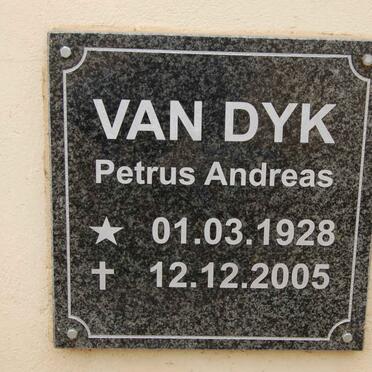 VAN DYK
Petrus Andreas
★ 01.03.1928
✝ 12.12.2005